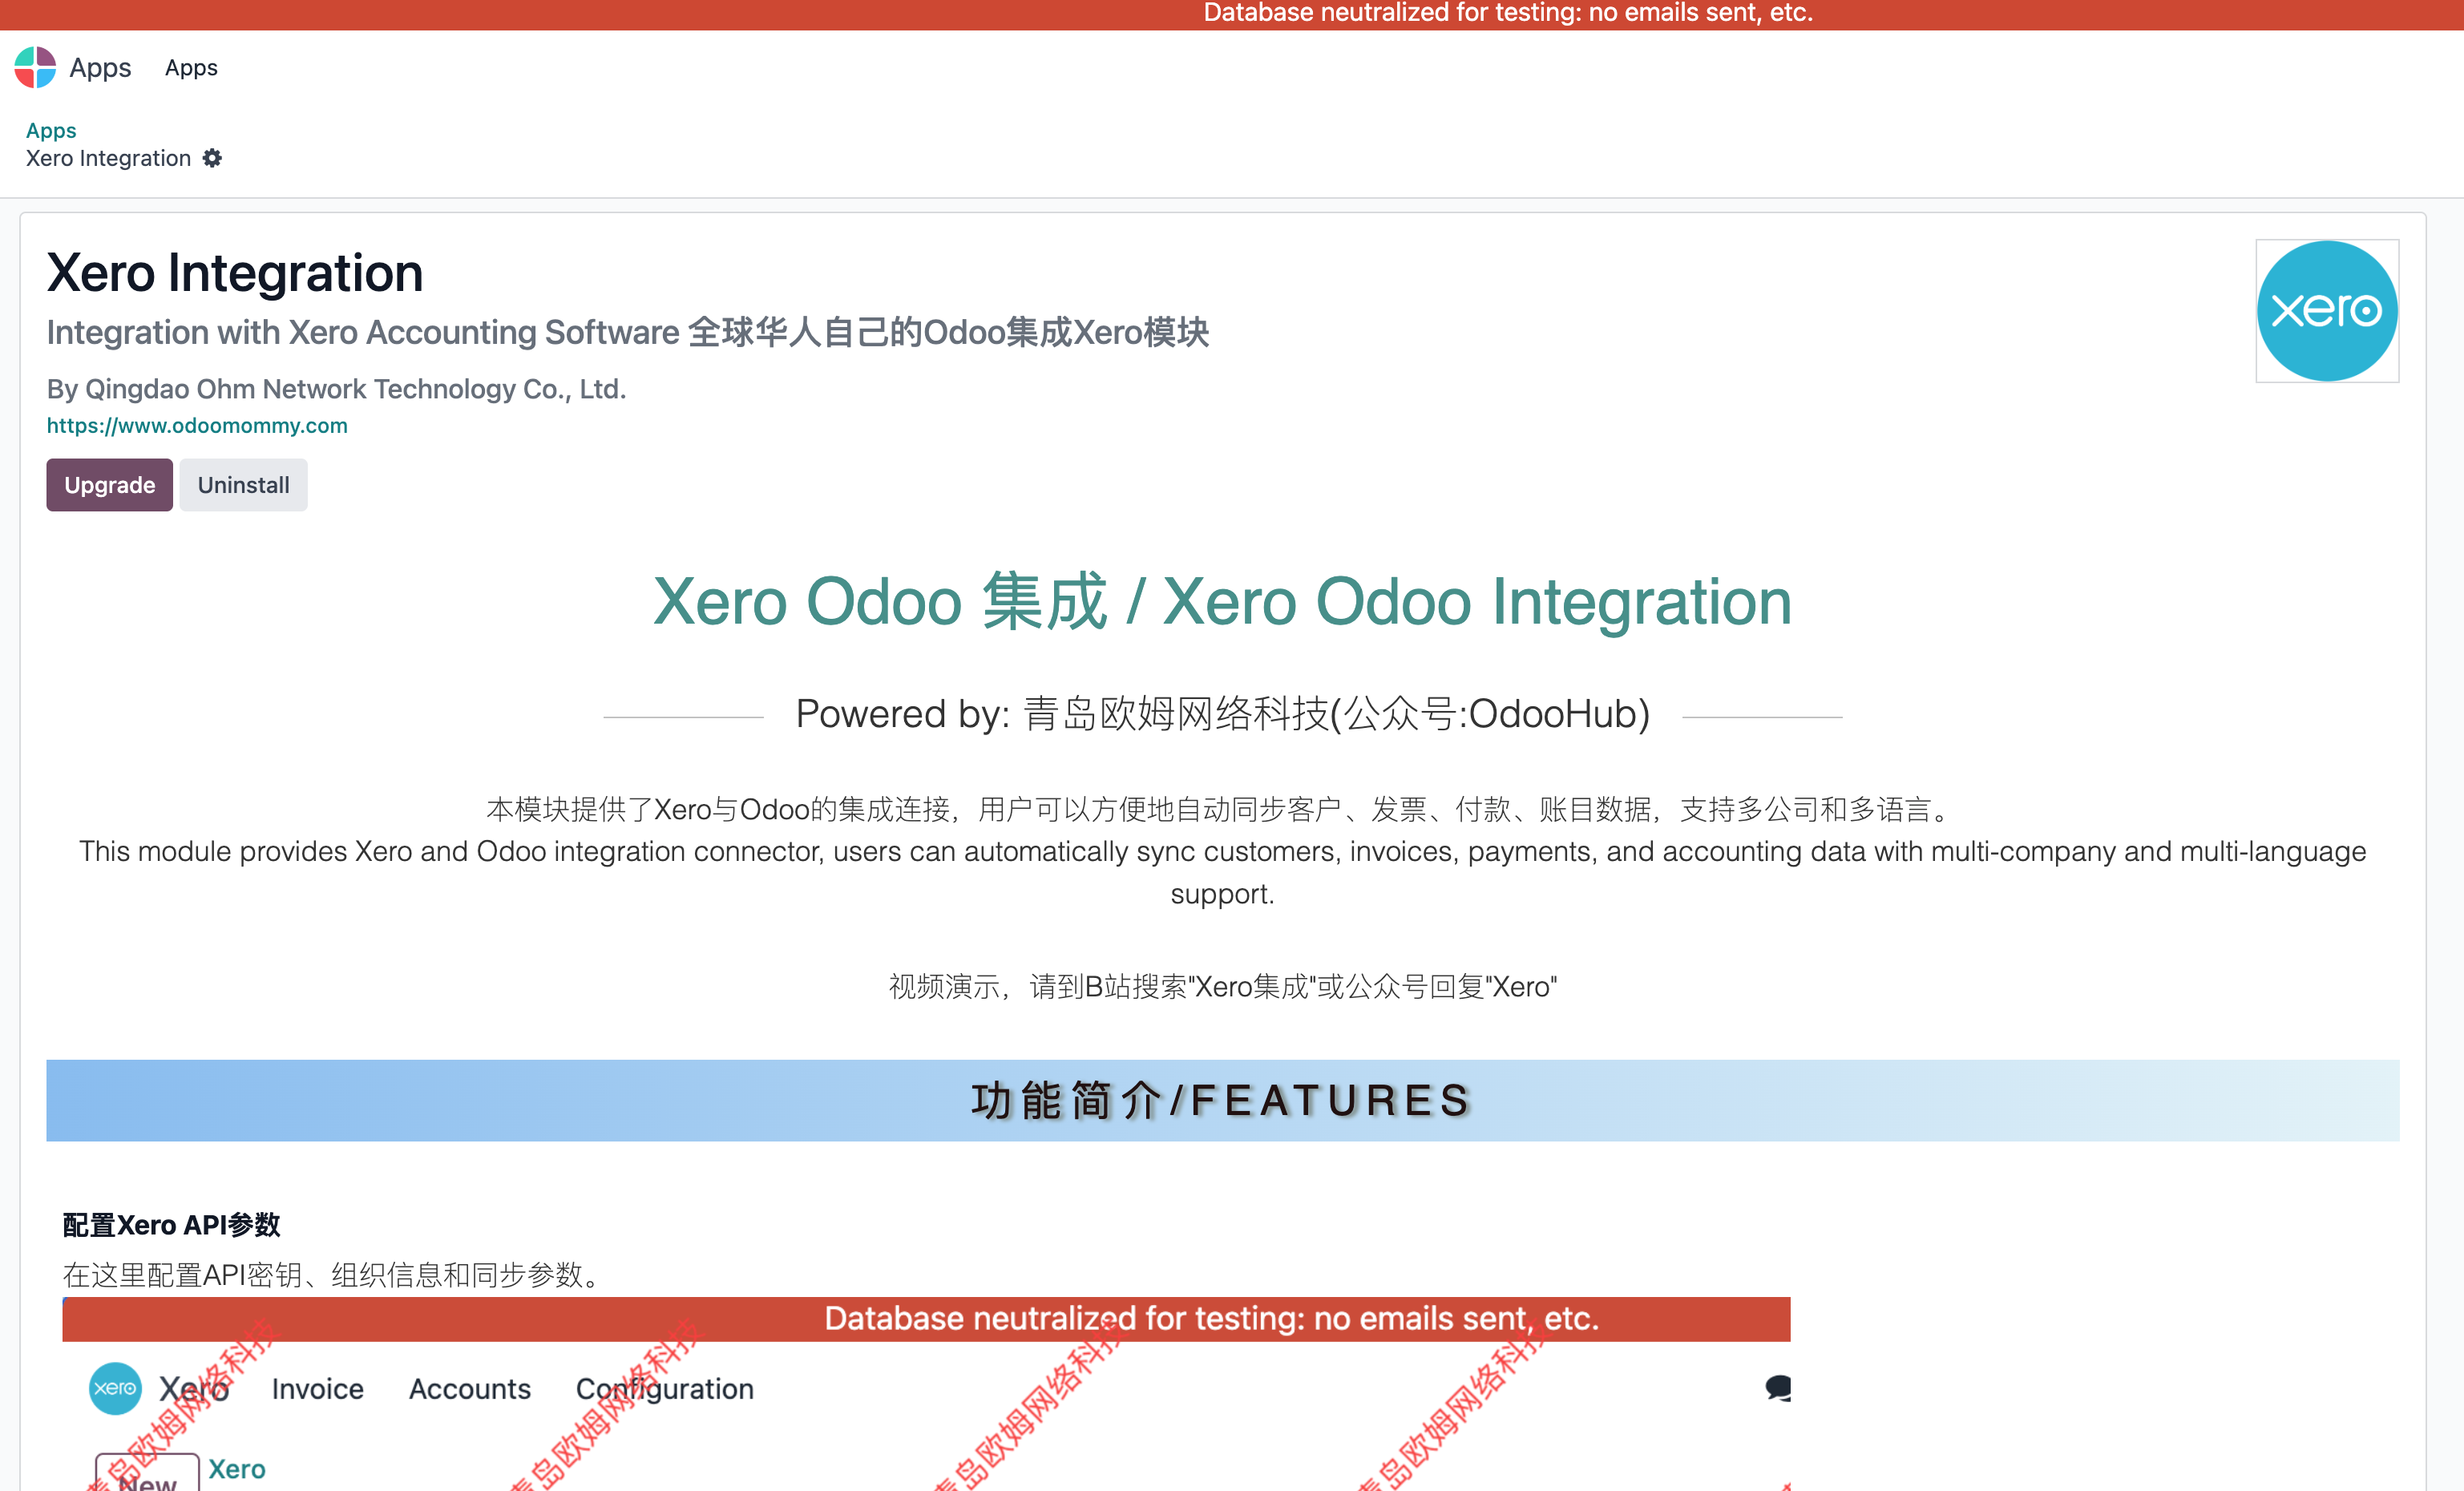 Database neutralized for testing: no emails sent, etc.
Apps Apps
Apps
Xero Integration
Xero Integration
xero
Integration with Xero Accounting Software 全球华人自己的Odoo集成Xero模块
By Qingdao Ohm Network Technology Co., Ltd.
https://www.odoomommy.com
Upgrade Uninstall
Xero Odoo 集成 / Xero Odoo Integration
Powered by: 青岛欧姆网络科技(公众号:OdooHub)
本模块提供了Xero与Odoo的集成连接，用户可以方便地自动同步客户、发票、付款、账目数据，支持多公司和多语言。
This module provides Xero and Odoo integration connector, users can automatically sync customers, invoices, payments, and accounting data with multi-company and multi-language
support.
视频演示，请到B站搜索"Xero集成"或公众号回复"Xero"
功能简介/FEATURES
配置Xero API参数
在这里配置API密钥、组织信息和同步参数。
Database neutralized for testing: no emails sent, etc.
xero Xero Invoice Accounts Configuration
New Xero
青岛欧姆网络科技
青岛欧姆网络科技
青岛欧姆网络科技
青岛欧姆网络科技